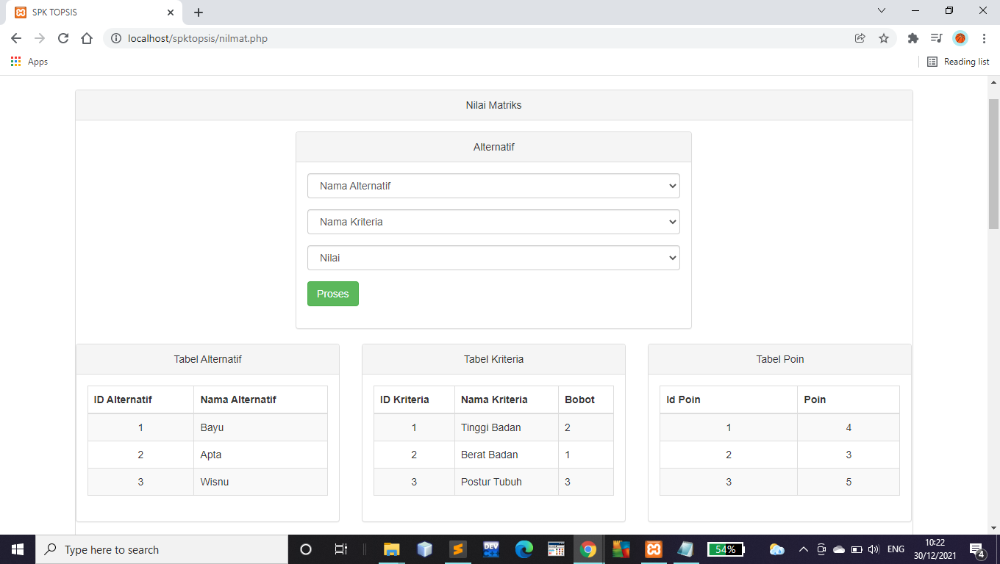 SPK TOPSIS
localhost/spktopsis/nilmat.php
Apps
Reading list
Nilai Matriks
Alternatif
Nama Alternatif
Nama Kriteria
Nilai
Proses
Tabel Alternatif
ID Alternatif Nama Alternatif
1 Bayu
2 Apta
3 Wisnu
Tabel Kriteria
ID Kriteria Nama Kriteria Bobot
1 Tinggi Badan 2
2 Berat Badan 1
3 Postur Tubuh 3
Tabel Poin
Id Poin Poin
1 4
2 3
3 5
Type here to search
DEV
54%
ENG
10:22
30/12/2021
4